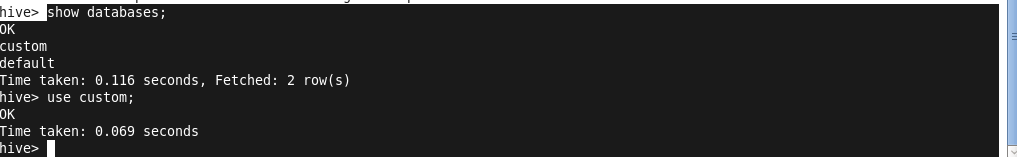 hive> show databases;
OK
custom
default
Time taken: 0.116 seconds, Fetched: 2 row(s)
hive> use custom;
OK
Time taken: 0.069 seconds
hive>